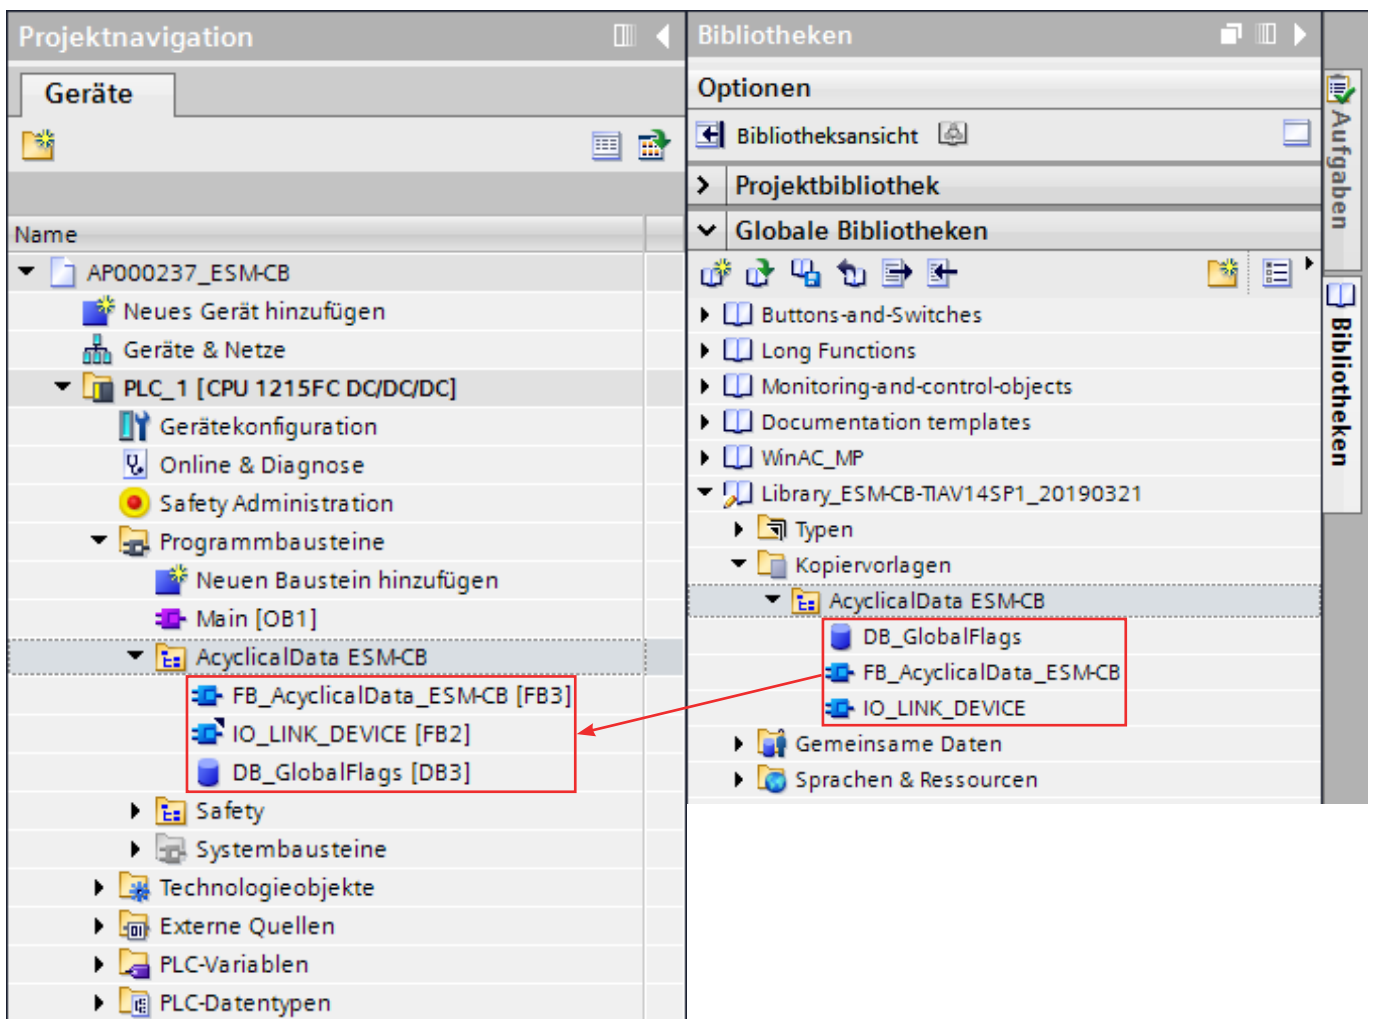 Projektnavigation
Geräte
Name
AP000237_ESM-CB
Neues Gerät hinzufügen
Geräte & Netze
PLC_1 [CPU 1215FC DC/DC/DC]
Gerätekonfiguration
Online & Diagnose
Safety Administration
Programmbausteine
Neuen Baustein hinzufügen
Main [OB1]
AcyclicalData ESM-CB
FB_AcyclicalData_ESM-CB [FB3]
IO_LINK_DEVICE [FB2]
DB_GlobalFlags [DB3]
Safety
Systembausteine
Technologieobjekte
Externe Quellen
PLC-Variablen
PLC-Datentypen
Bibliotheken
Optionen
Bibliotheksansicht
Projektbibliothek
Globale Bibliotheken
Buttons-and-Switches
Long Functions
Monitoring-and-control-objects
Documentation templates
WinAC_MP
Library_ESM-CB-TIAV14SP1_20190321
Typen
Kopiervorlagen
AcyclicalData ESM-CB
DB_GlobalFlags
FB_AcyclicalData_ESM-CB
IO_LINK_DEVICE
Gemeinsame Daten
Sprachen & Ressourcen
Aufgaben
Bibliotheken